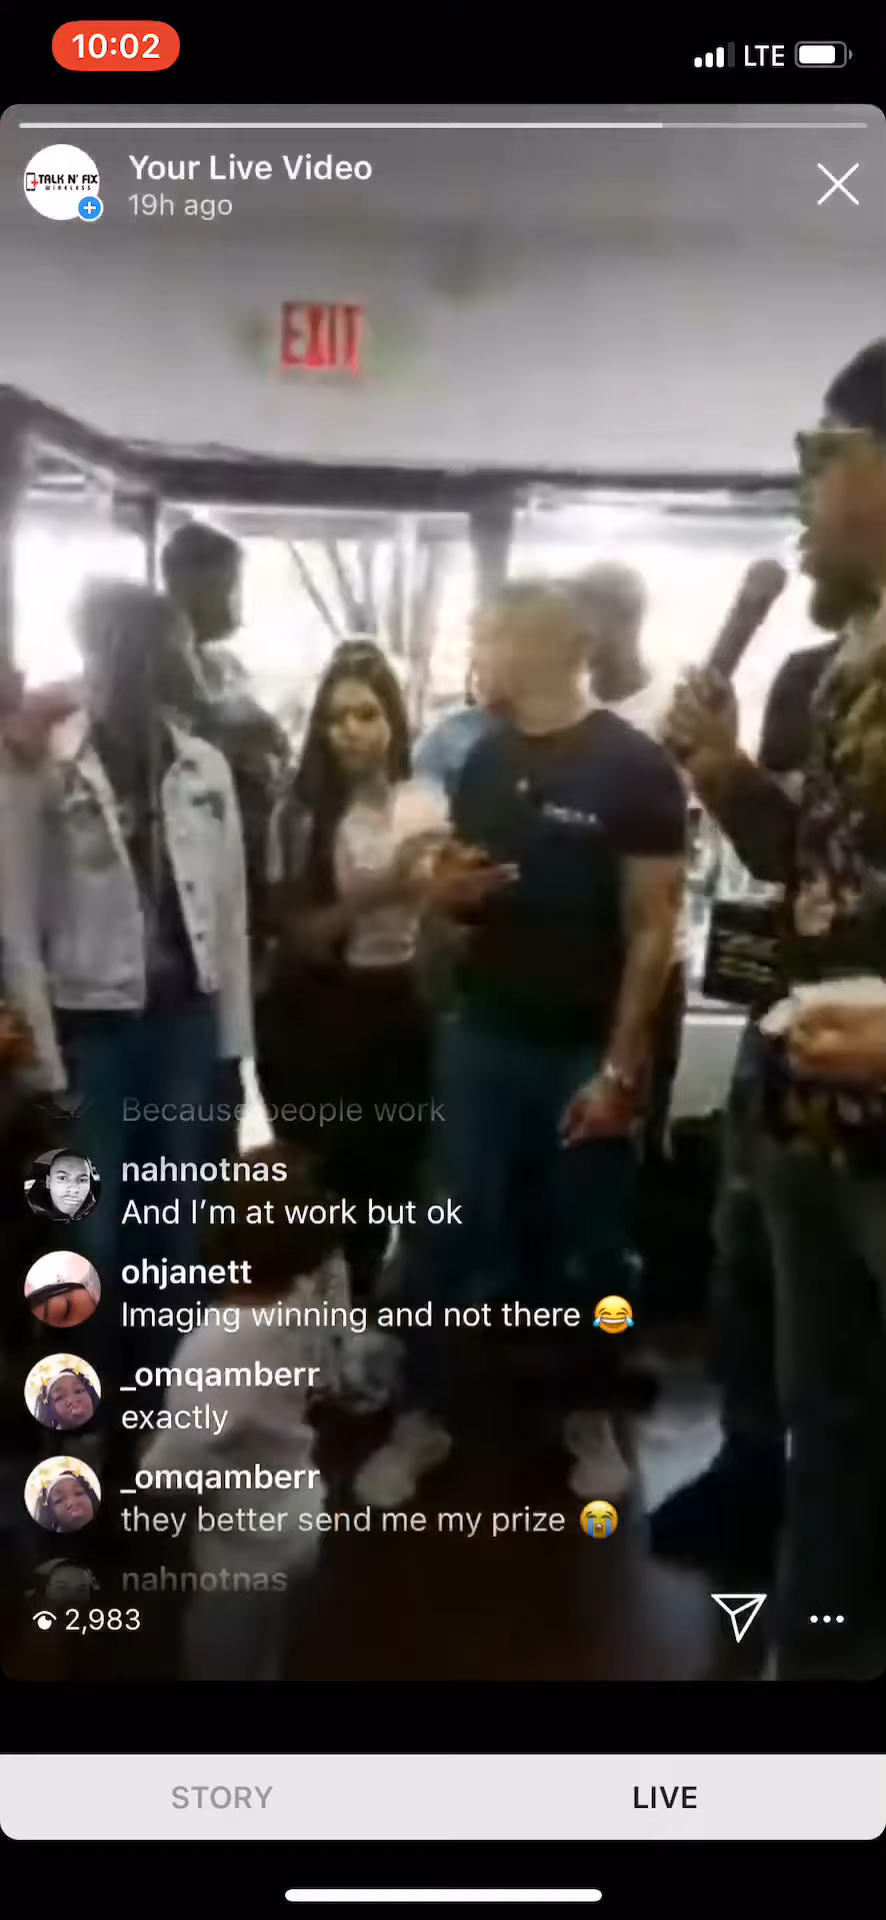 10:02
LTE
TALK N' FIX
WIRELESS
Your Live Video
19h ago
EXIT
Because people work
nahnotnas
And I'm at work but ok
ohjanett
Imaging winning and not there 😂
_omqamberr
exactly
_omqamberr
they better send me my prize 😭
nahnotnas
2,983
STORY
LIVE